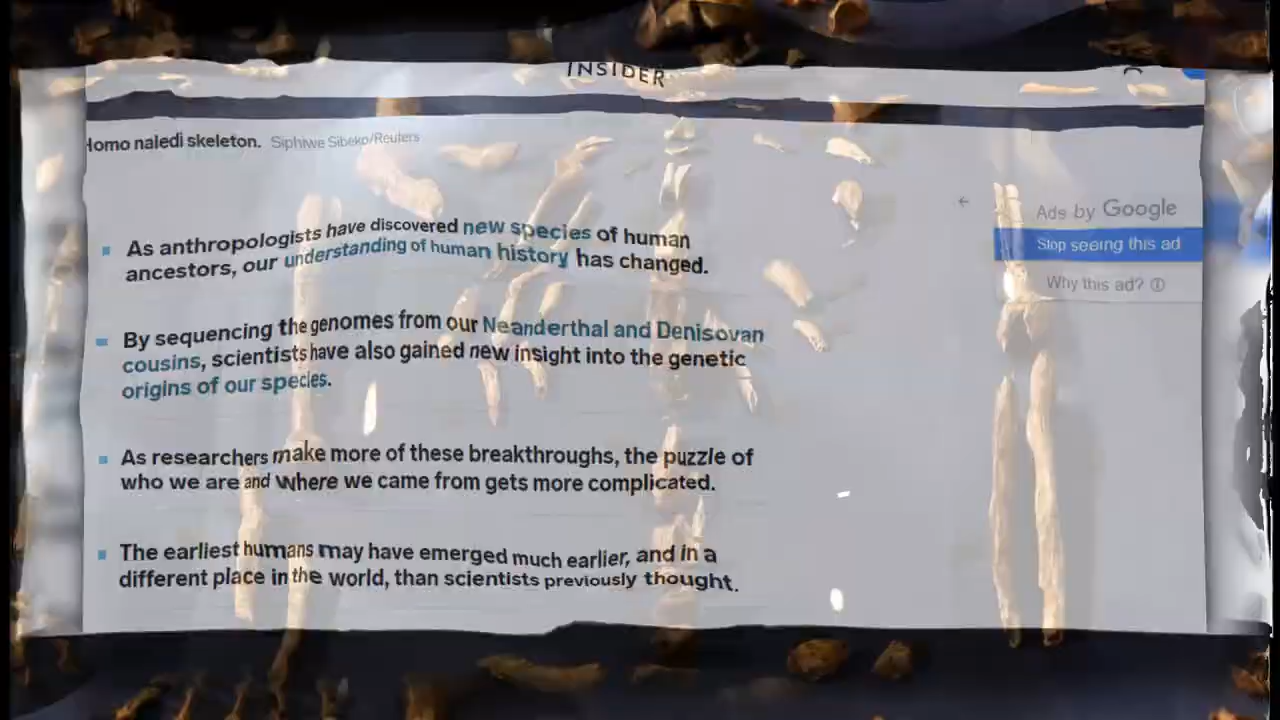 INSIDER
Homo naledi skeleton. Siphiwe Sibeko/Reuters
As anthropologists have discovered new species of human
ancestors, our understanding of human history has changed.
By sequencing the genomes from our Neanderthal and Denisovan
cousins, scientists have also gained new insight into the genetic
origins of our species.
As researchers make more of these breakthroughs, the puzzle of
who we are and where we came from gets more complicated.
The earliest humans may have emerged much earlier, and in a
different place in the world, than scientists previously thought.
Ads by Google
Stop seeing this ad
Why this ad?